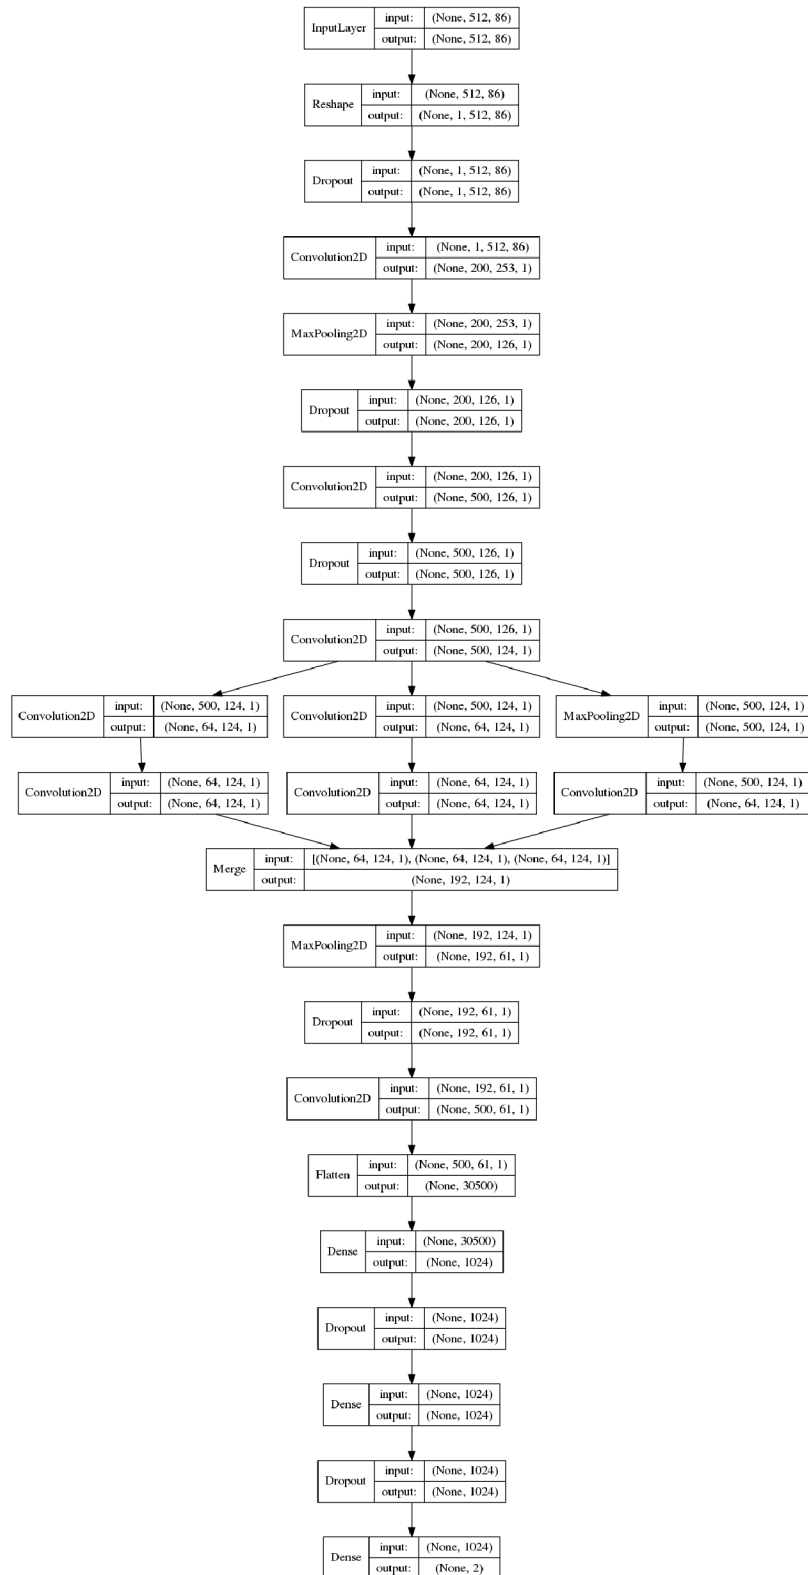 InputLayer
input: (None, 512, 86)
output: (None, 512, 86)
Reshape
input: (None, 512, 86)
output: (None, 1, 512, 86)
Dropout
input: (None, 1, 512, 86)
output: (None, 1, 512, 86)
Convolution2D
input: (None, 1, 512, 86)
output: (None, 200, 253, 1)
MaxPooling2D
input: (None, 200, 253, 1)
output: (None, 200, 126, 1)
Dropout
input: (None, 200, 126, 1)
output: (None, 200, 126, 1)
Convolution2D
input: (None, 200, 126, 1)
output: (None, 500, 126, 1)
Dropout
input: (None, 500, 126, 1)
output: (None, 500, 126, 1)
Convolution2D
input: (None, 500, 126, 1)
output: (None, 500, 124, 1)
Convolution2D
input: (None, 500, 124, 1)
output: (None, 64, 124, 1)
Convolution2D
input: (None, 500, 124, 1)
output: (None, 64, 124, 1)
MaxPooling2D
input: (None, 500, 124, 1)
output: (None, 500, 124, 1)
Convolution2D
input: (None, 64, 124, 1)
output: (None, 64, 124, 1)
Convolution2D
input: (None, 64, 124, 1)
output: (None, 64, 124, 1)
Convolution2D
input: (None, 500, 124, 1)
output: (None, 64, 124, 1)
Merge
input: [(None, 64, 124, 1), (None, 64, 124, 1), (None, 64, 124, 1)]
output: (None, 192, 124, 1)
MaxPooling2D
input: (None, 192, 124, 1)
output: (None, 192, 61, 1)
Dropout
input: (None, 192, 61, 1)
output: (None, 192, 61, 1)
Convolution2D
input: (None, 192, 61, 1)
output: (None, 500, 61, 1)
Flatten
input: (None, 500, 61, 1)
output: (None, 30500)
Dense
input: (None, 30500)
output: (None, 1024)
Dropout
input: (None, 1024)
output: (None, 1024)
Dense
input: (None, 1024)
output: (None, 1024)
Dropout
input: (None, 1024)
output: (None, 1024)
Dense
input: (None, 1024)
output: (None, 2)